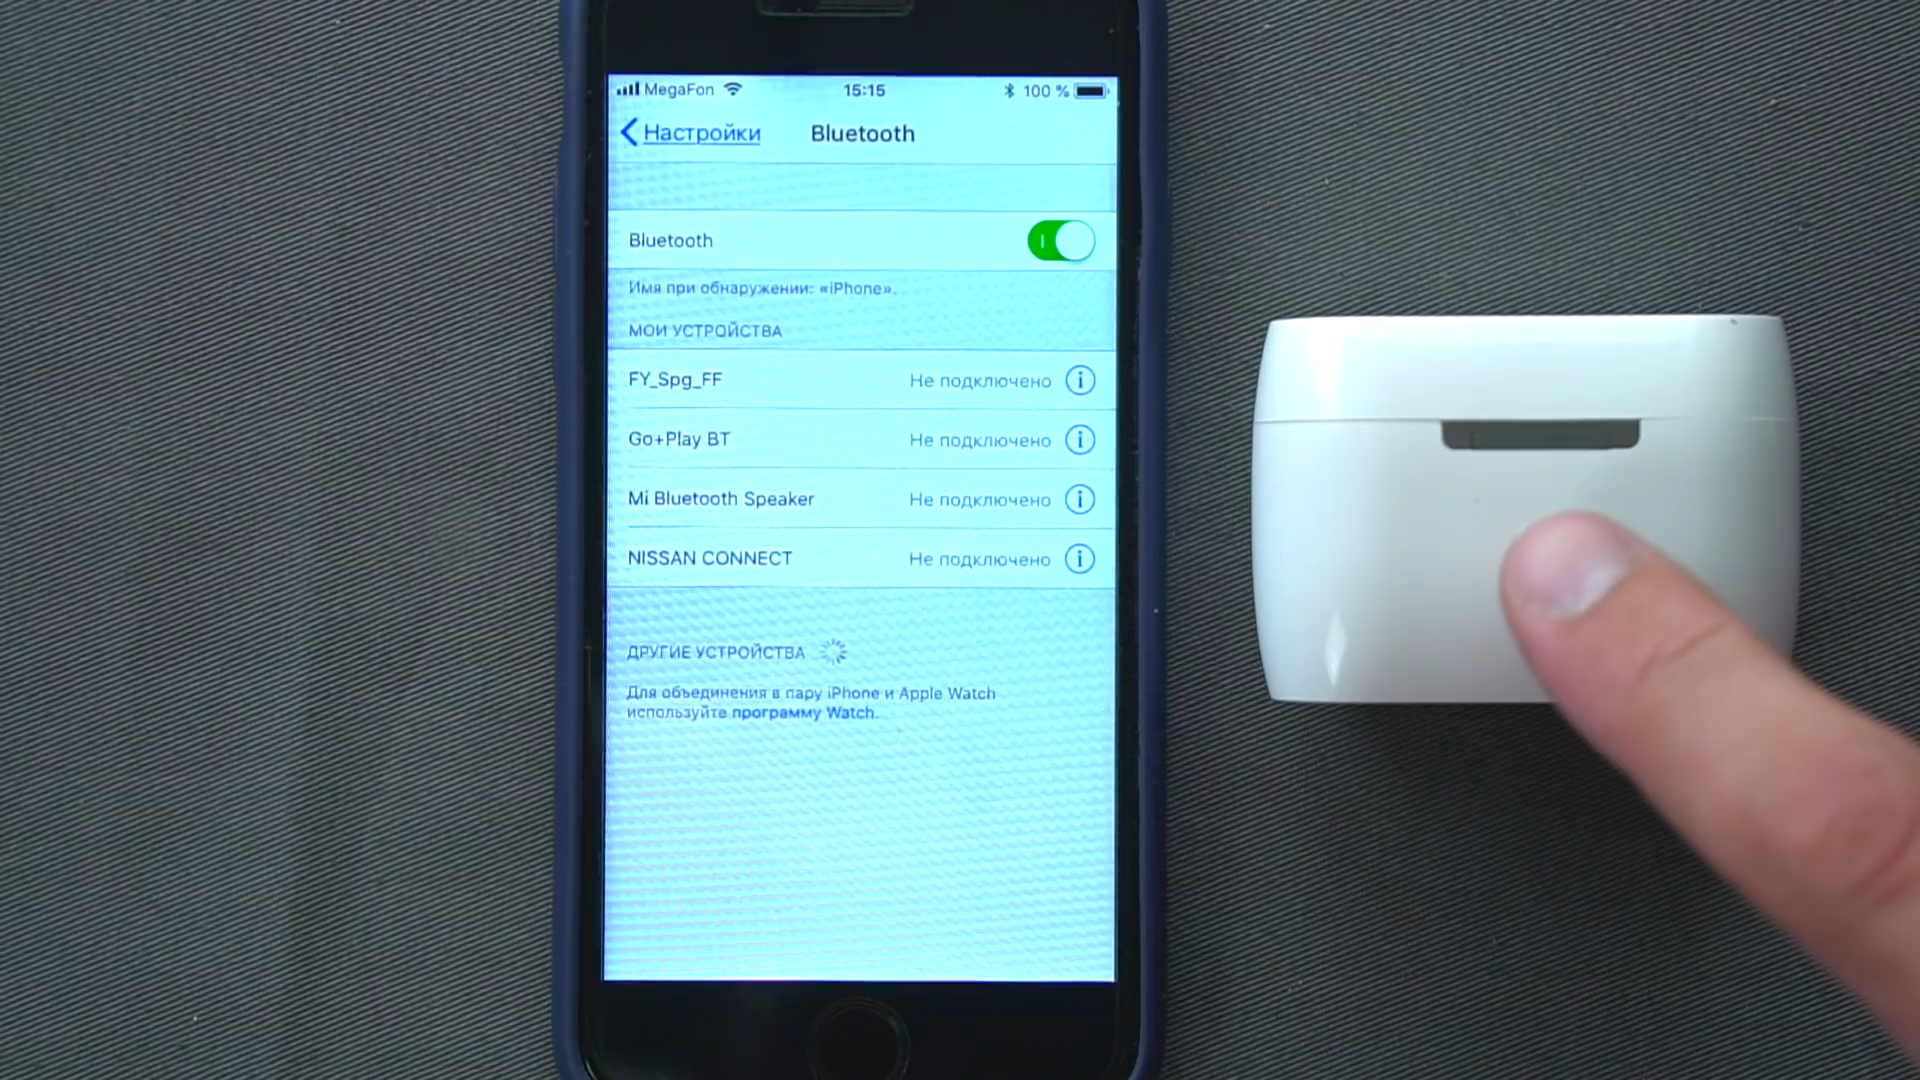 MegaFon 15:15 100 %
Настройки Bluetooth
Bluetooth
Имя при обнаружении: «iPhone».
МОИ УСТРОЙСТВА
FY_Spg_FF Не подключено
Go+Play BT Не подключено
Mi Bluetooth Speaker Не подключено
NISSAN CONNECT Не подключено
ДРУГИЕ УСТРОЙСТВА
Для объединения в пару iPhone и Apple Watch
используйте программу Watch.